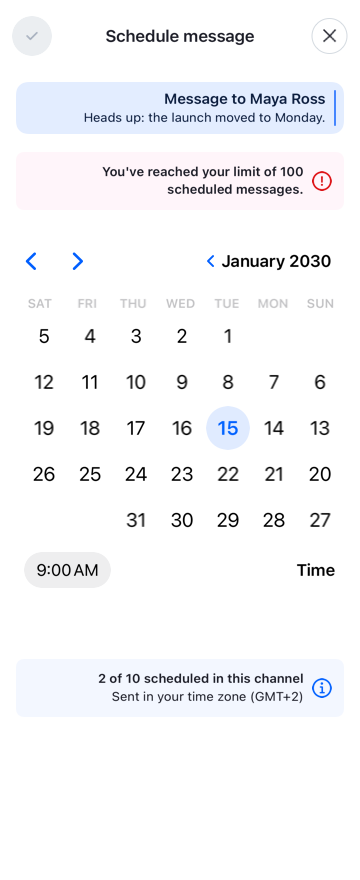 Schedule message
Message to Maya Ross
Heads up: the launch moved to Monday.
You've reached your limit of 100
scheduled messages.
January 2030
SUN MON TUE WED THU FRI SAT
1 2 3 4 5
6 7 8 9 10 11 12
13 14 15 16 17 18 19
20 21 22 23 24 25 26
27 28 29 30 31
Time 9:00 AM
2 of 10 scheduled in this channel
Sent in your time zone (GMT+2)